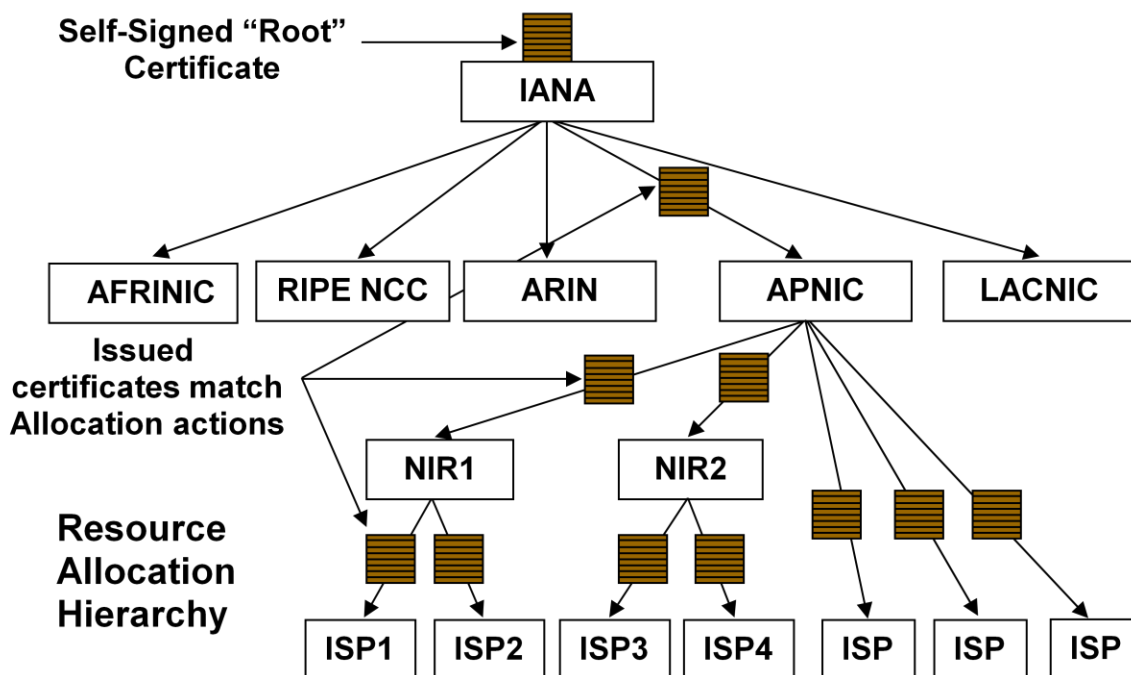 Self-Signed “Root”
Certificate
IANA
AFRINIC
RIPE NCC
ARIN
APNIC
LACNIC
Issued
certificates match
Allocation actions
NIR1
NIR2
Resource
Allocation
Hierarchy
ISP1
ISP2
ISP3
ISP4
ISP
ISP
ISP